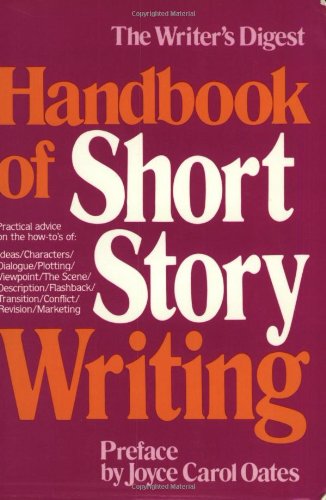 The Writer's Digest
Handbook
of Short
Story
Writing
Practical advice
on the how-to's of:
Ideas/Characters/
Dialogue/Plotting/
Viewpoint/The Scene/
Description/Flashback/
Transition/Conflict/
Revision/Marketing
Preface
by Joyce Carol Oates